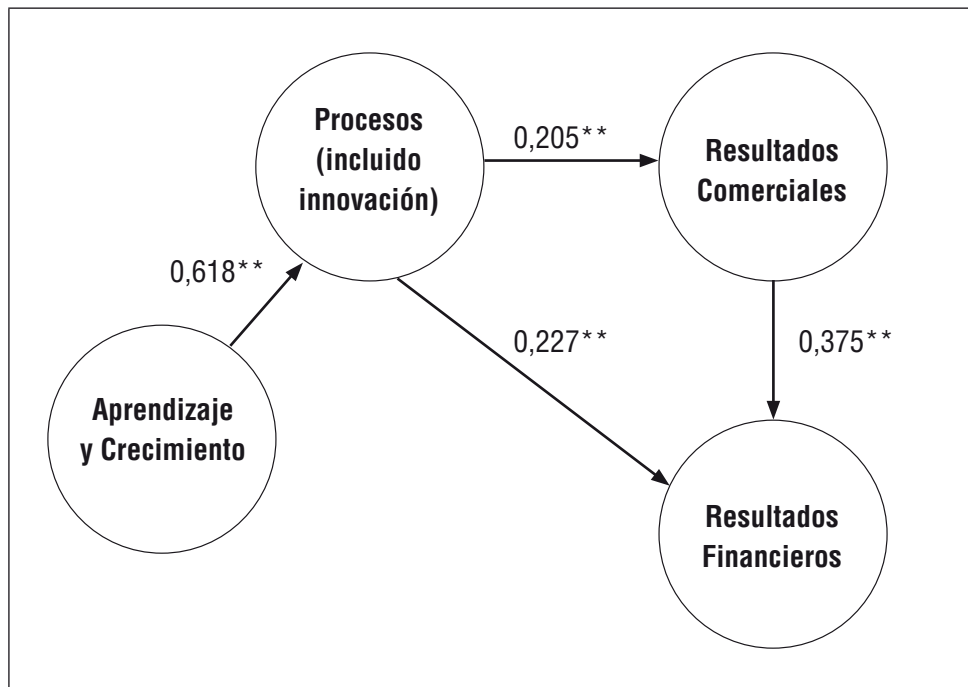 Procesos
(incluido
innovación)
0,205**
Resultados
Comerciales
0,618**
0,227**
0,375**
Aprendizaje
y Crecimiento
Resultados
Financieros